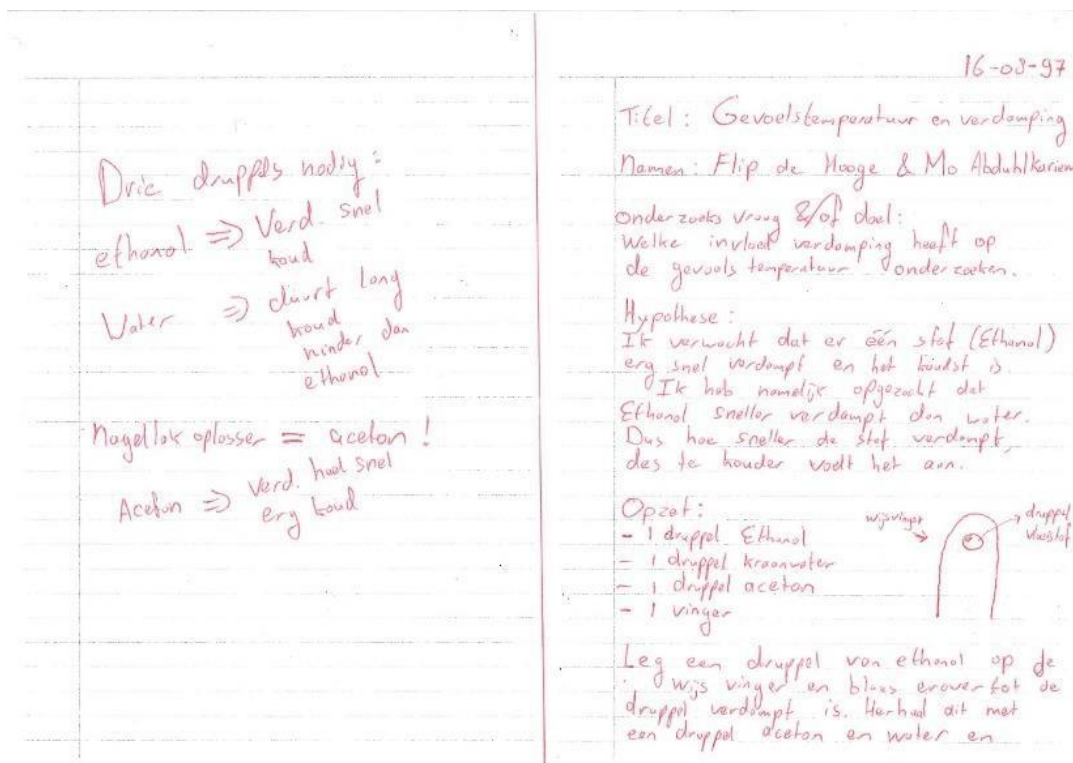 Drie druppels nodig:
ethanol => Verd. snel
koud
Water => duurt lang
koud
minder dan
ethanol
Nagellak oplosser = aceton!
Aceton => Verd. heel snel
erg koud
16-03-97
Titel: Gevoelstemperatuur en verdamping
Namen: Flip de Hooge & Mo Abduhlkariem
onderzoeks vraag &/of doel:
Welke invloed verdamping heeft op
de gevoels temperatuur onderzoeken.
Hypothese:
Ik verwacht dat er één stof (Ethanol)
erg snel verdampt en het koudst is.
Ik heb namelijk opgezocht dat
Ethanol sneller verdampt dan water.
Dus hoe sneller de stof verdampt,
des te kouder voelt het aan.
Opzet:
- 1 druppel Ethanol
- 1 druppel kraanwater
- 1 druppel aceton
- 1 vinger
wijsvinger
druppel
vloeistof
Leg een druppel van ethanol op de
wijs vinger en blaas erover tot de
druppel verdampt is. Herhaal dit met
een druppel aceton en water en